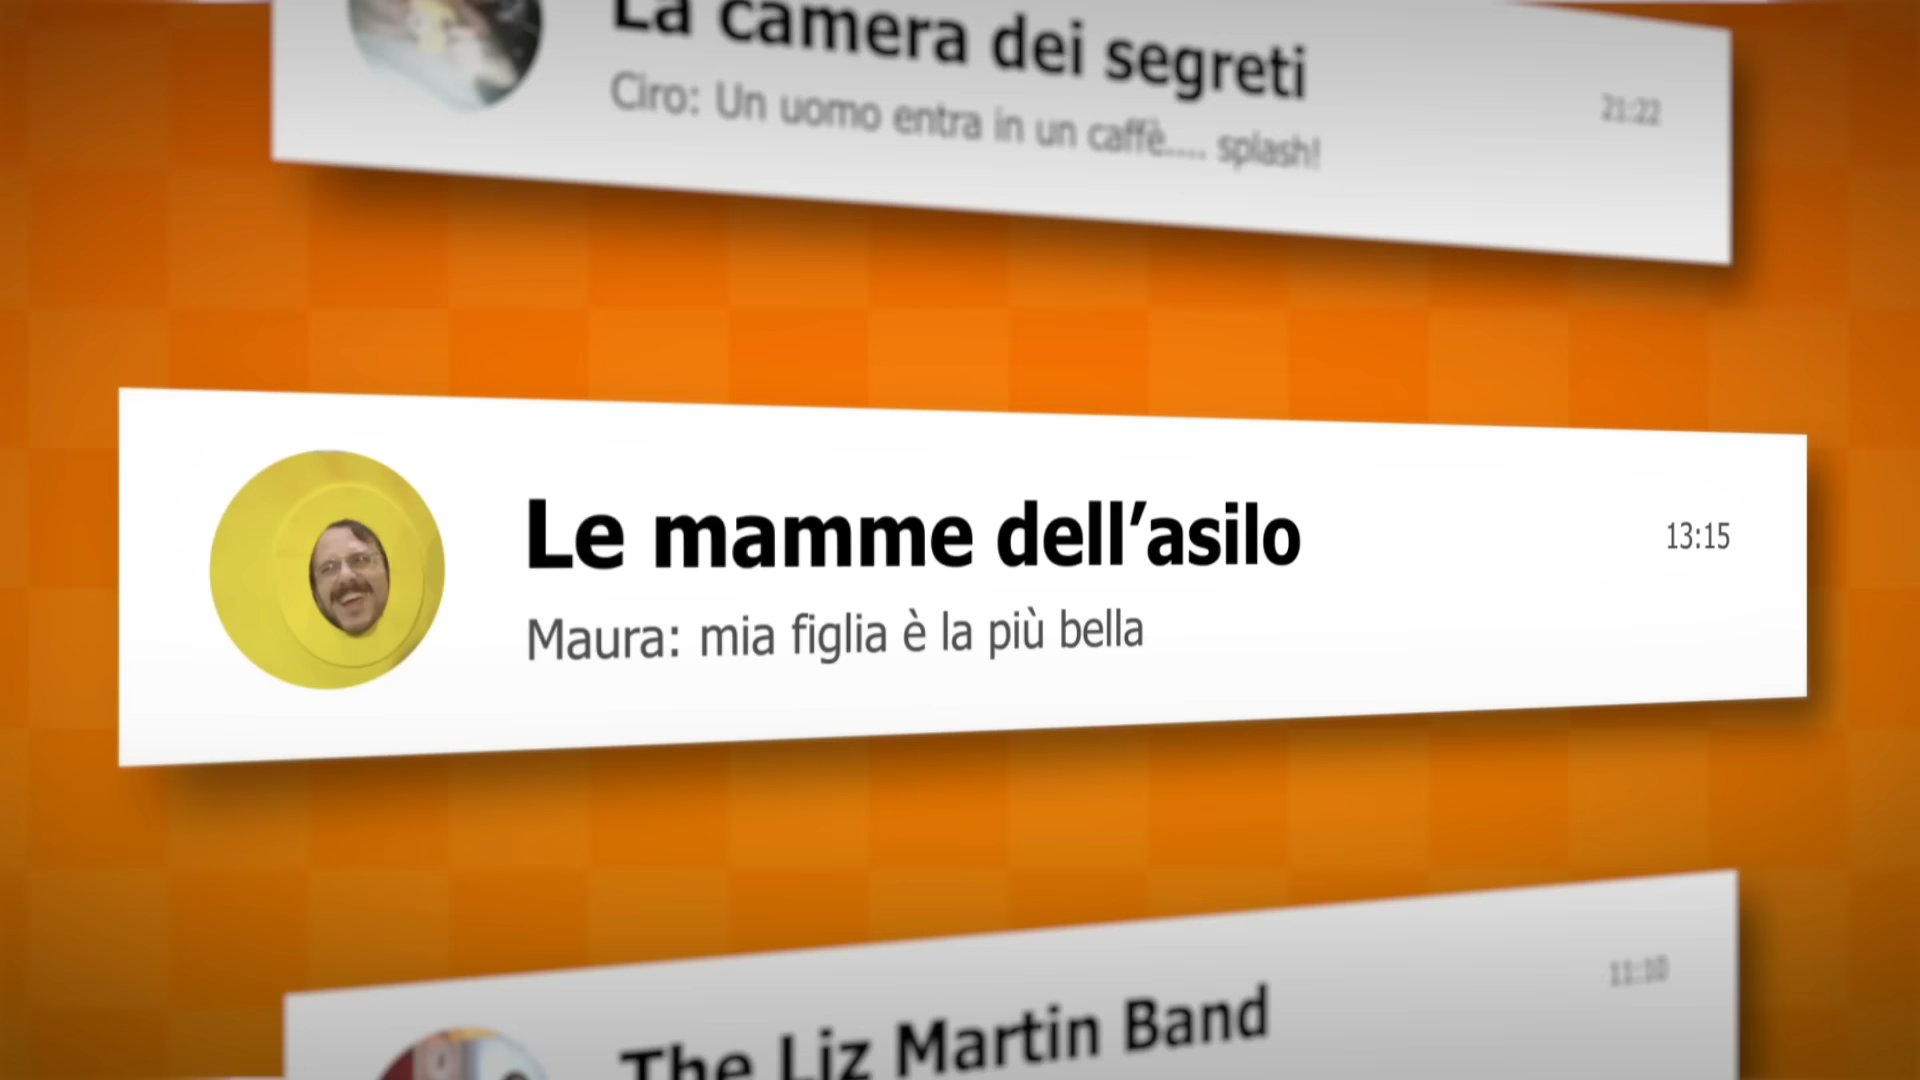 La camera dei segreti
Ciro: Un uomo entra in un caffè.... splash!
21:22
Le mamme dell’asilo
13:15
Maura: mia figlia è la più bella
11:10
The Liz Martin Band